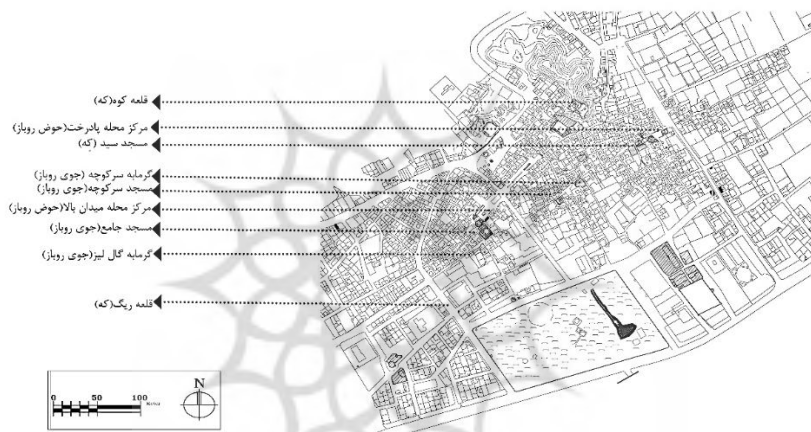 قلعه کوه(که)
مرکز محله پادرخت(حوض روباز)
مسجد سید (که)
گرمابه سرکوچه (جوی روباز)
مسجد سرکوچه(جوی روباز)
مرکز محله میدان بالا(حوض روباز)
مسجد جامع(جوی روباز)
گرمابه گال لیز(جوی روباز)
قلعه ریگ(که)
N
0 50 100